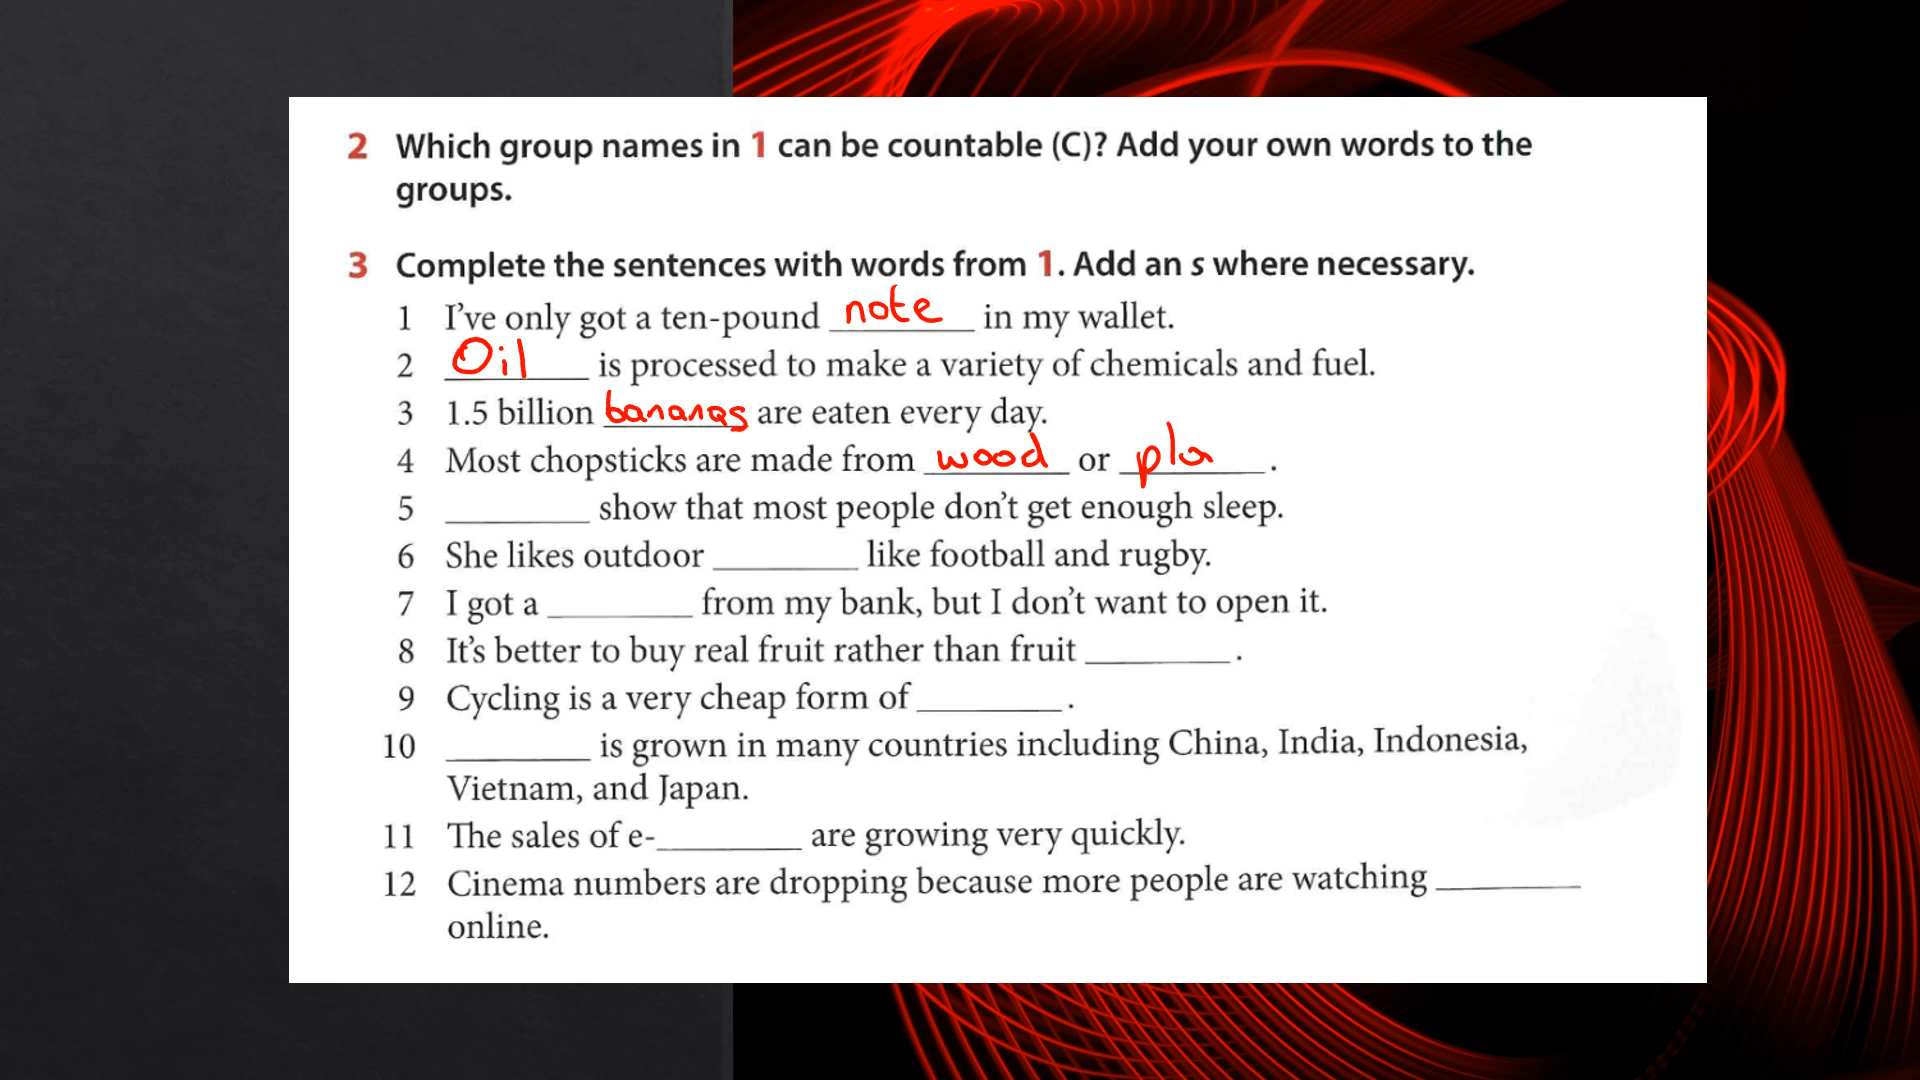 2 Which group names in 1 can be countable (C)? Add your own words to the
groups.
3 Complete the sentences with words from 1. Add an s where necessary.
1 I've only got a ten-pound note in my wallet.
2 Oil is processed to make a variety of chemicals and fuel.
3 1.5 billion bananas are eaten every day.
4 Most chopsticks are made from wood or pla .
5 ________ show that most people don't get enough sleep.
6 She likes outdoor ________ like football and rugby.
7 I got a ________ from my bank, but I don't want to open it.
8 It's better to buy real fruit rather than fruit ________ .
9 Cycling is a very cheap form of ________ .
10 ________ is grown in many countries including China, India, Indonesia,
Vietnam, and Japan.
11 The sales of e-________ are growing very quickly.
12 Cinema numbers are dropping because more people are watching ________
online.